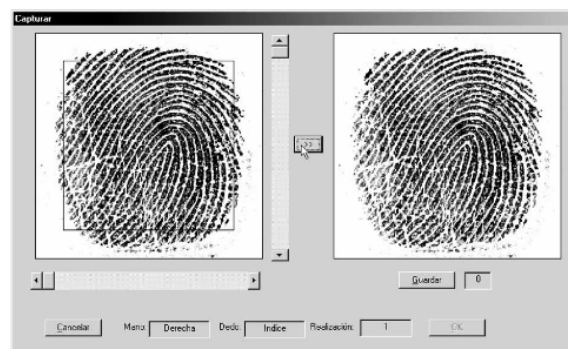 Capturar
>>
Guardar 0
Cancelar Mano: Derecha Dedo: Indice Realización: 1 OK